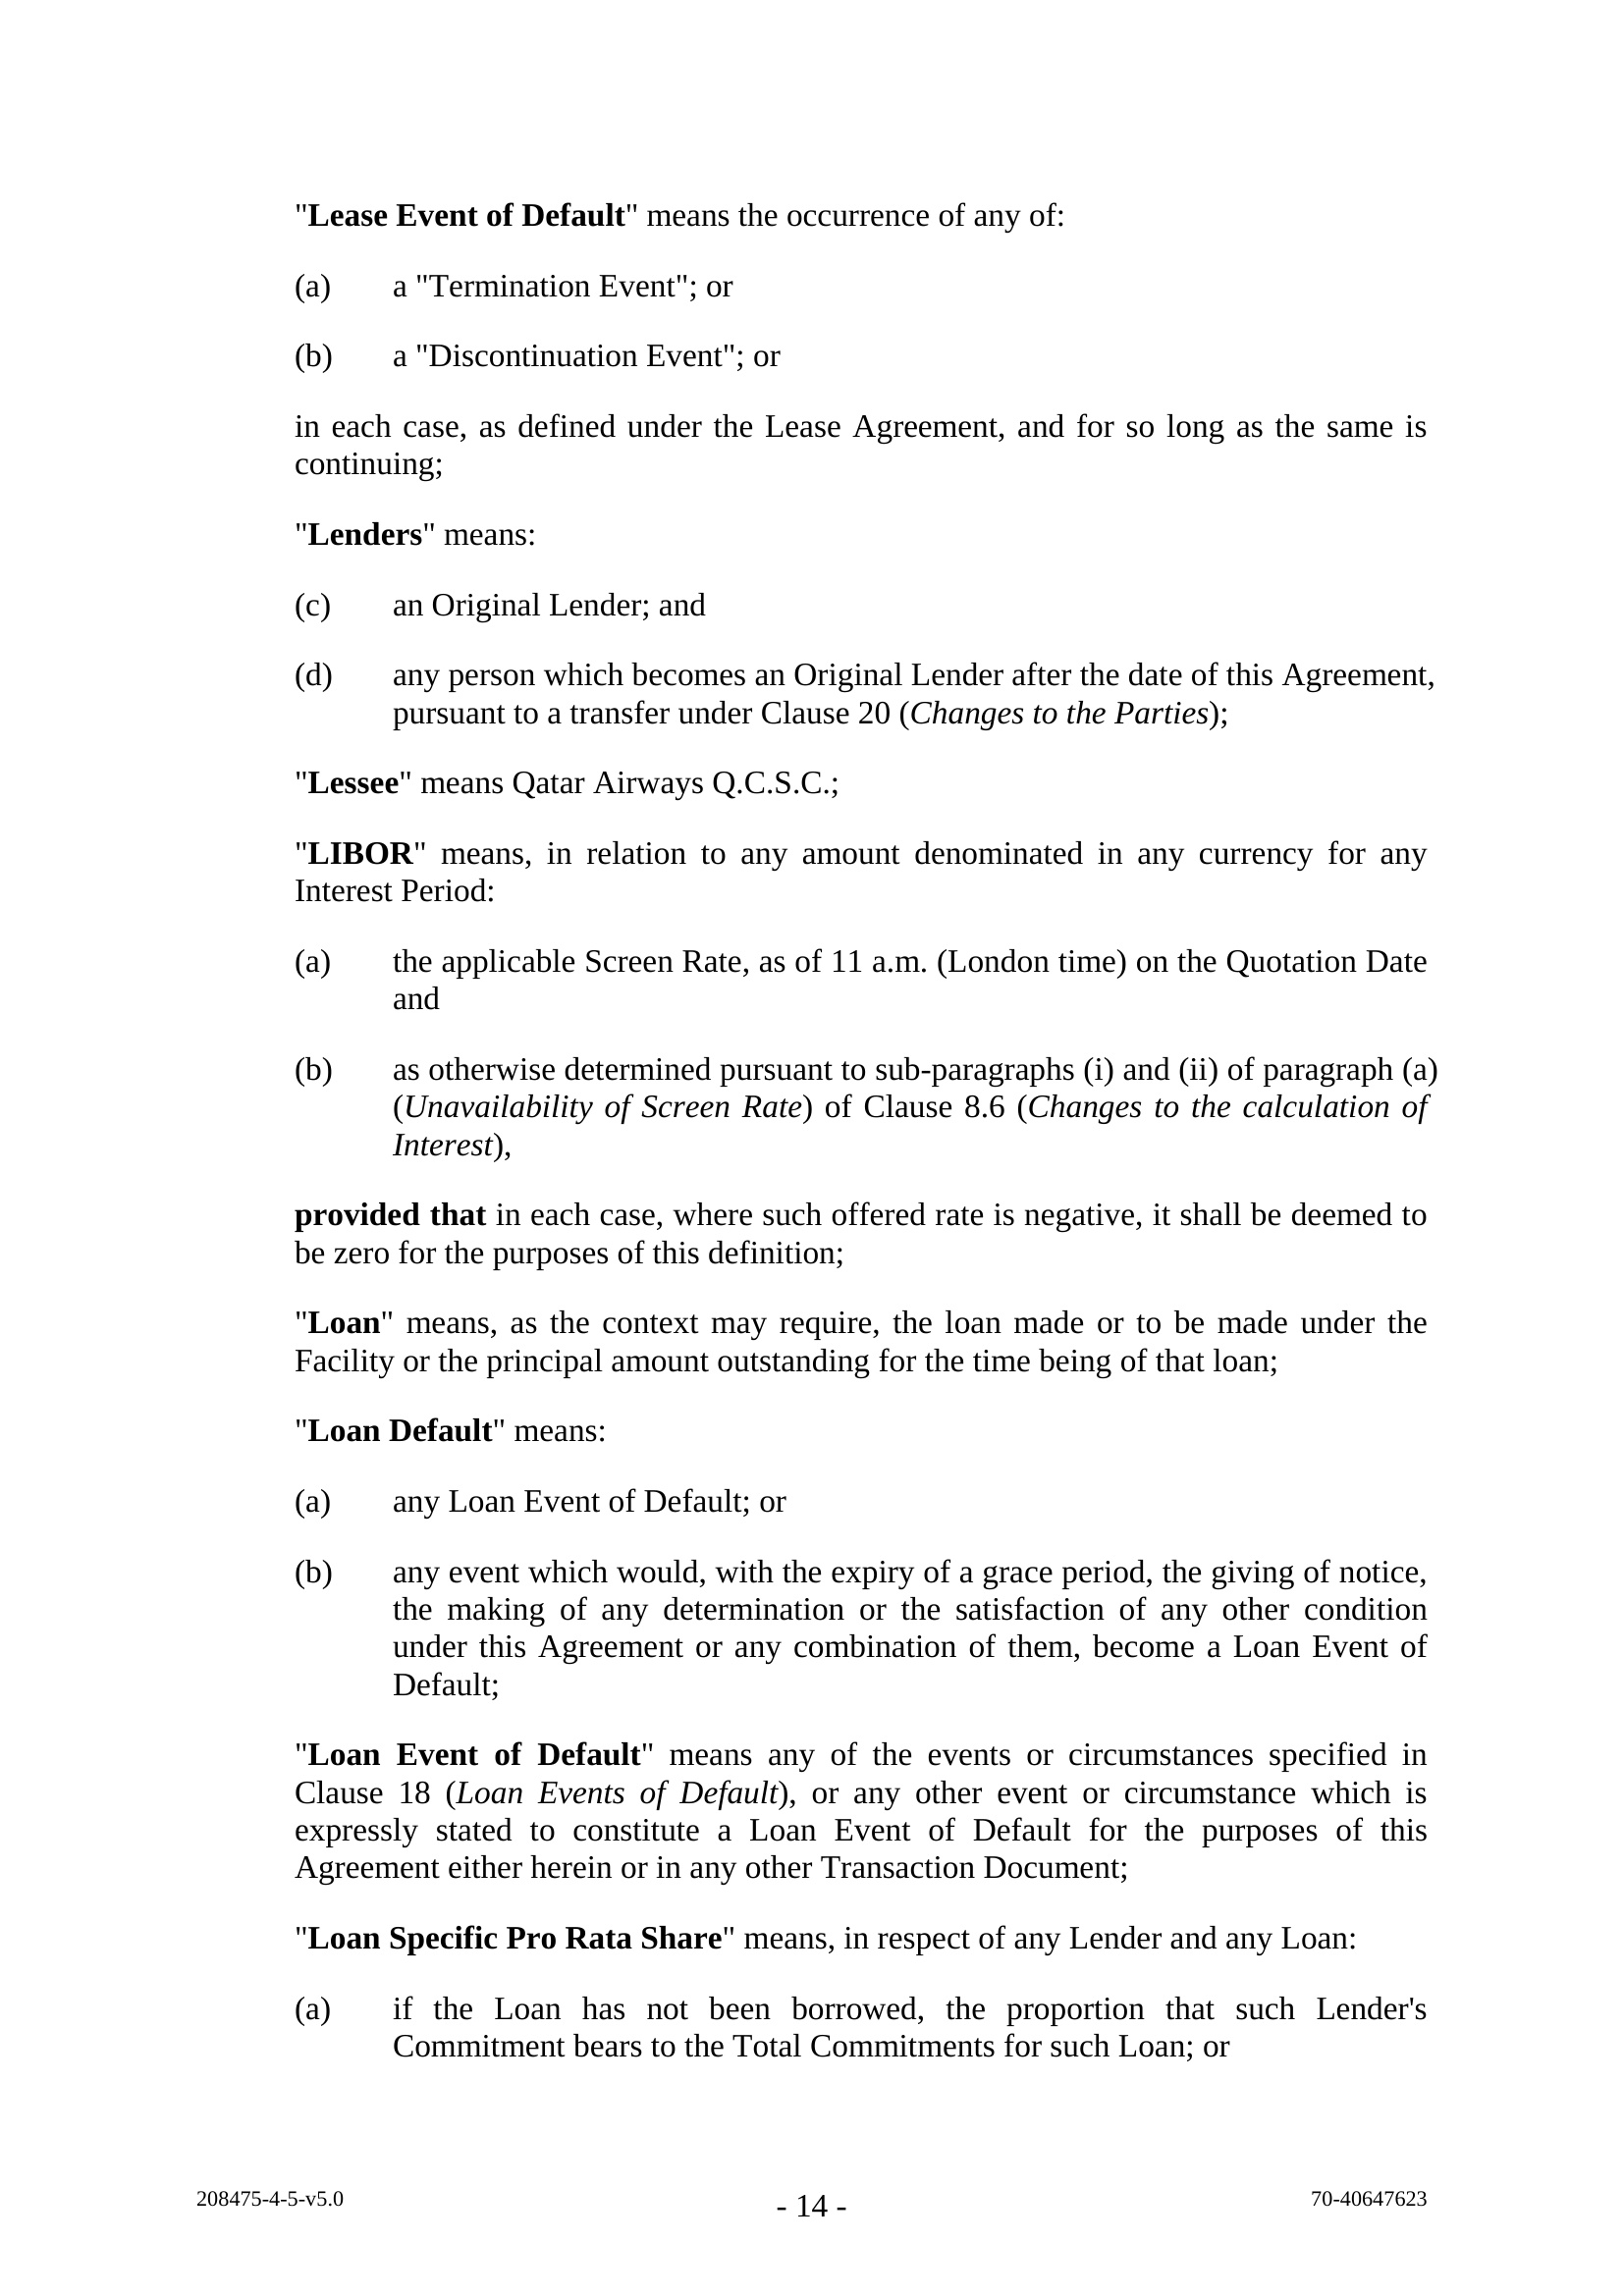 "Lease Event of Default" means the occurrence of any of:
(a) a "Termination Event"; or
(b) a "Discontinuation Event"; or
in each case, as defined under the Lease Agreement, and for so long as the same is
continuing;
"Lenders" means:
(c) an Original Lender; and
(d) any person which becomes an Original Lender after the date of this Agreement,
pursuant to a transfer under Clause 20 (Changes to the Parties);
"Lessee" means Qatar Airways Q.C.S.C.;
"LIBOR" means, in relation to any amount denominated in any currency for any
Interest Period:
(a) the applicable Screen Rate, as of 11 a.m. (London time) on the Quotation Date
and
(b) as otherwise determined pursuant to sub-paragraphs (i) and (ii) of paragraph (a)
(Unavailability of Screen Rate) of Clause 8.6 (Changes to the calculation of
Interest),
provided that in each case, where such offered rate is negative, it shall be deemed to
be zero for the purposes of this definition;
"Loan" means, as the context may require, the loan made or to be made under the
Facility or the principal amount outstanding for the time being of that loan;
"Loan Default" means:
(a) any Loan Event of Default; or
(b) any event which would, with the expiry of a grace period, the giving of notice,
the making of any determination or the satisfaction of any other condition
under this Agreement or any combination of them, become a Loan Event of
Default;
"Loan Event of Default" means any of the events or circumstances specified in
Clause 18 (Loan Events of Default), or any other event or circumstance which is
expressly stated to constitute a Loan Event of Default for the purposes of this
Agreement either herein or in any other Transaction Document;
"Loan Specific Pro Rata Share" means, in respect of any Lender and any Loan:
(a) if the Loan has not been borrowed, the proportion that such Lender's
Commitment bears to the Total Commitments for such Loan; or
208475-4-5-v5.0 - 14 - 70-40647623